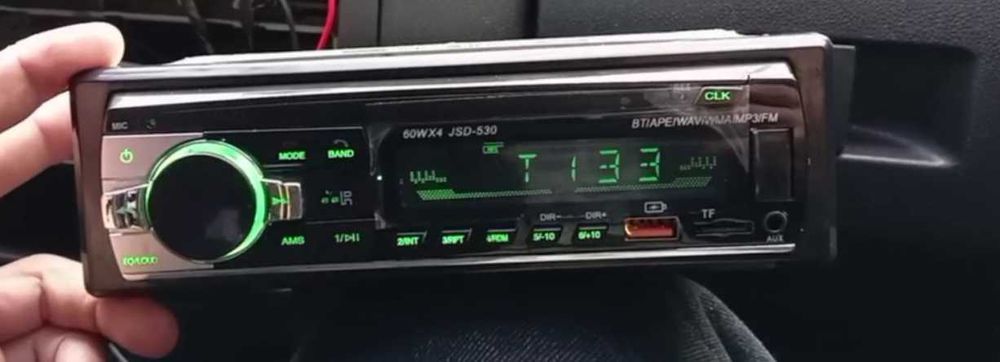 CLK
MIC
60WX4 JSD-530
BT/APE/WAV/WMA/MP3/FM
MODE BAND
T133
DIR- DIR+
TF
AMS 1/▷II 2/INT 3/RPT 4/RDM 5/-10 6/+10
AUX
EQ/LOUD